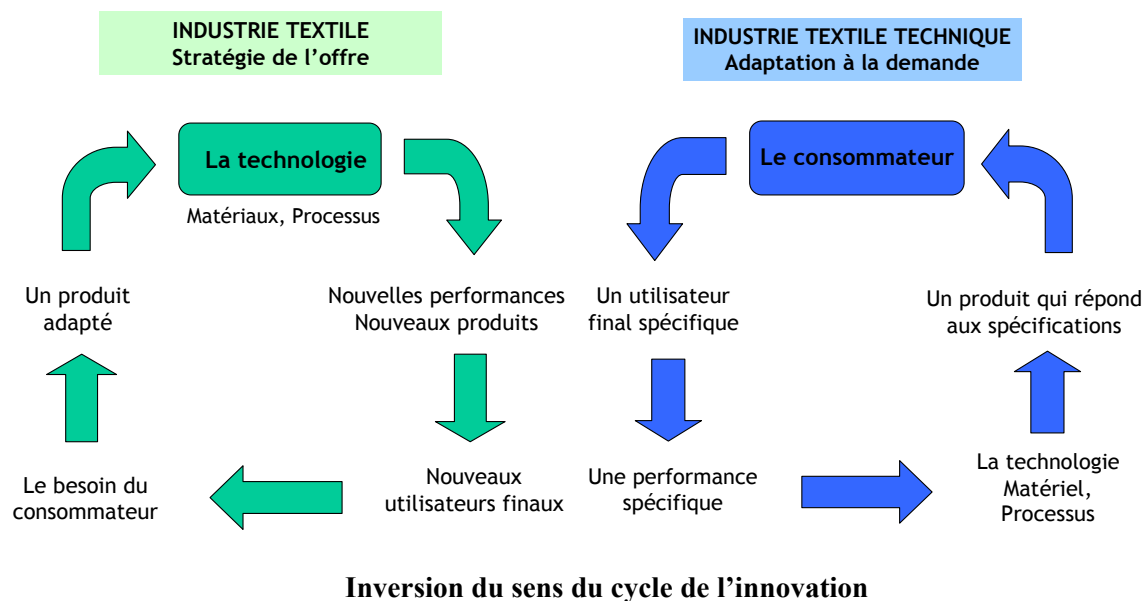 INDUSTRIE TEXTILE
Stratégie de l’offre
INDUSTRIE TEXTILE TECHNIQUE
Adaptation à la demande
La technologie
Matériaux, Processus
Nouvelles performances
Nouveaux produits
Nouveaux
utilisateurs finaux
Le besoin du
consommateur
Un produit
adapté
Le consommateur
Un utilisateur
final spécifique
Une performance
spécifique
La technologie
Matériel,
Processus
Un produit qui répond
aux spécifications
Inversion du sens du cycle de l’innovation